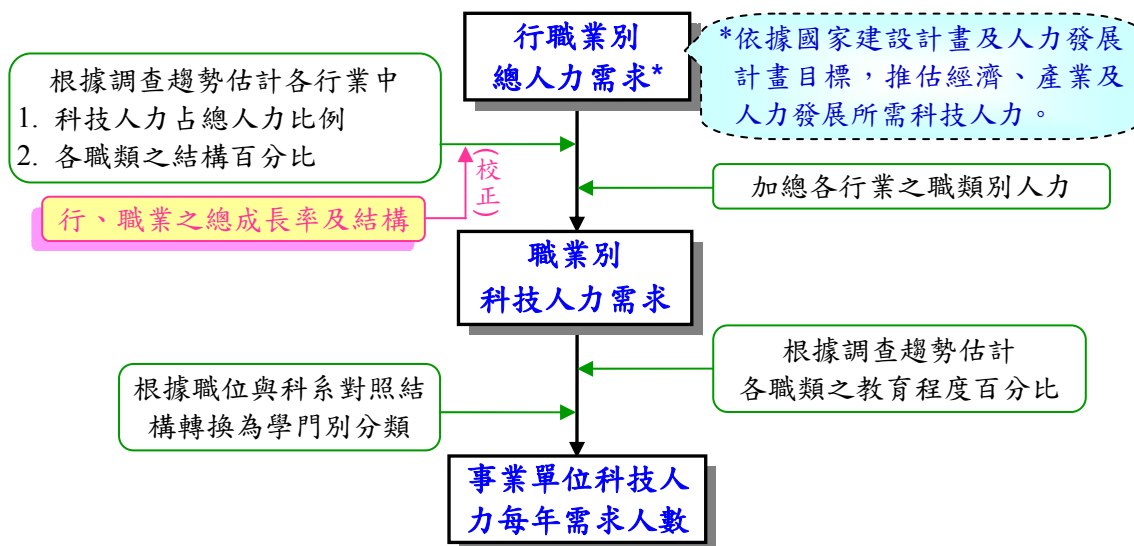 行職業別
總人力需求*
*依據國家建設計畫及人力發展
計畫目標，推估經濟、產業及
人力發展所需科技人力。
根據調查趨勢估計各行業中
1. 科技人力占總人力比例
2. 各職類之結構百分比
(校正)
加總各行業之職類別人力
行、職業之總成長率及結構
職業別
科技人力需求
根據調查趨勢估計
各職類之教育程度百分比
根據職位與科系對照結
構轉換為學門別分類
事業單位科技人
力每年需求人數